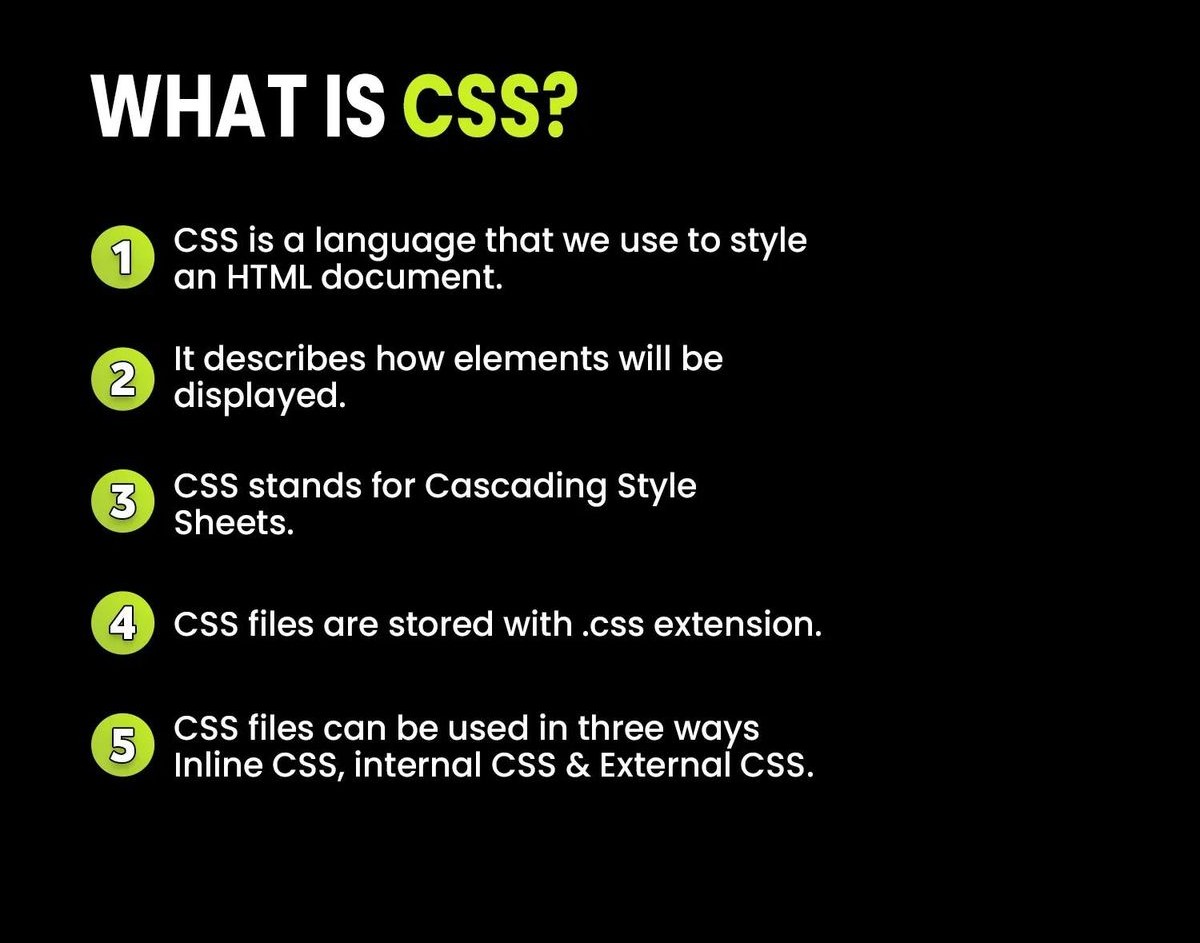 WHAT IS CSS?
1 CSS is a language that we use to style
an HTML document.
2 It describes how elements will be
displayed.
3 CSS stands for Cascading Style
Sheets.
4 CSS files are stored with .css extension.
5 CSS files can be used in three ways
Inline CSS, internal CSS & External CSS.